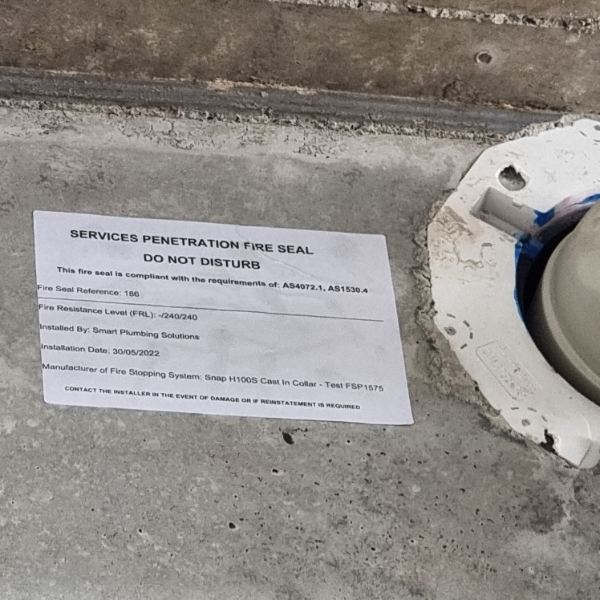 SERVICES PENETRATION FIRE SEAL
DO NOT DISTURB
This fire seal is compliant with the requirements of: AS4072.1, AS1530.4
Fire Seal Reference: 186
Fire Resistance Level (FRL): -/240/240
Installed By: Smart Plumbing Solutions
Installation Date: 30/05/2022
Manufacturer of Fire Stopping System: Snap H100S Cast In Collar - Test FSP1575
CONTACT THE INSTALLER IN THE EVENT OF DAMAGE OR IF REINSTATEMENT IS REQUIRED